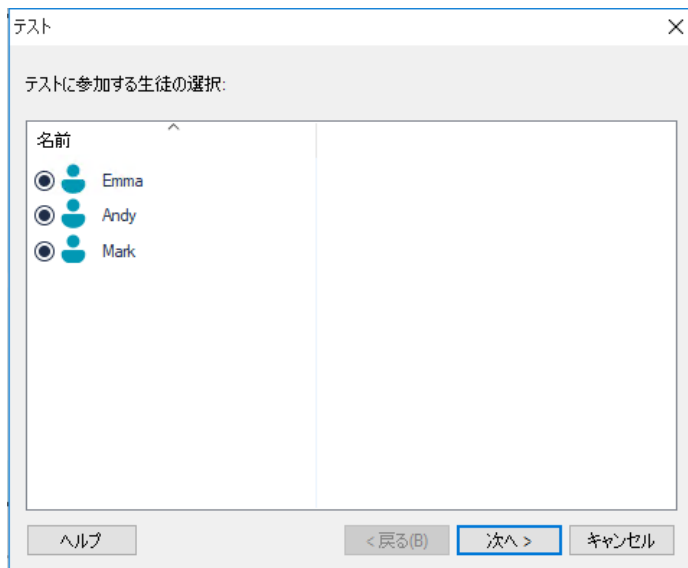 テスト
テストに参加する生徒の選択:
名前
Emma
Andy
Mark
ヘルプ
< 戻る(B)
次へ >
キャンセル